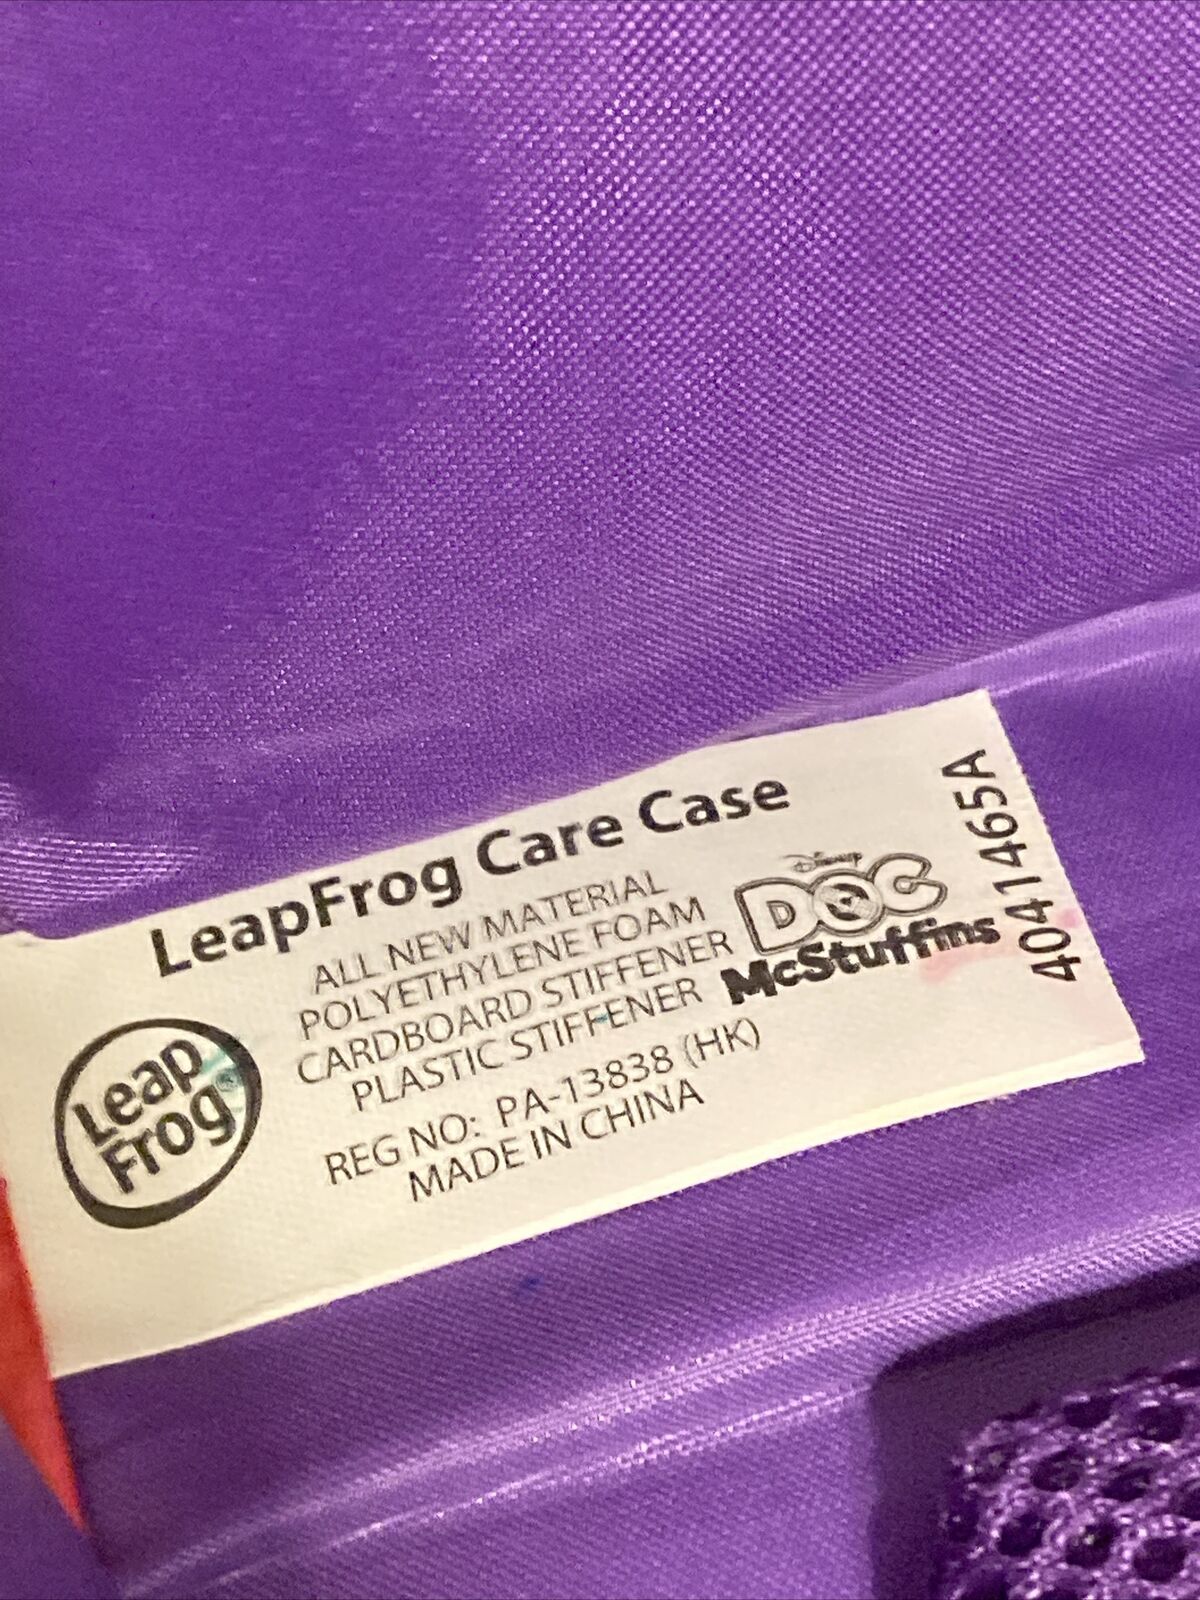 LeapFrog Care Case
ALL NEW MATERIAL
POLYETHYLENE FOAM
CARDBOARD STIFFENER
PLASTIC STIFFENER
REG NO: PA-13838 (HK)
MADE IN CHINA
Leap
Frog®
Disney
DOC
McStuffins
4041465A